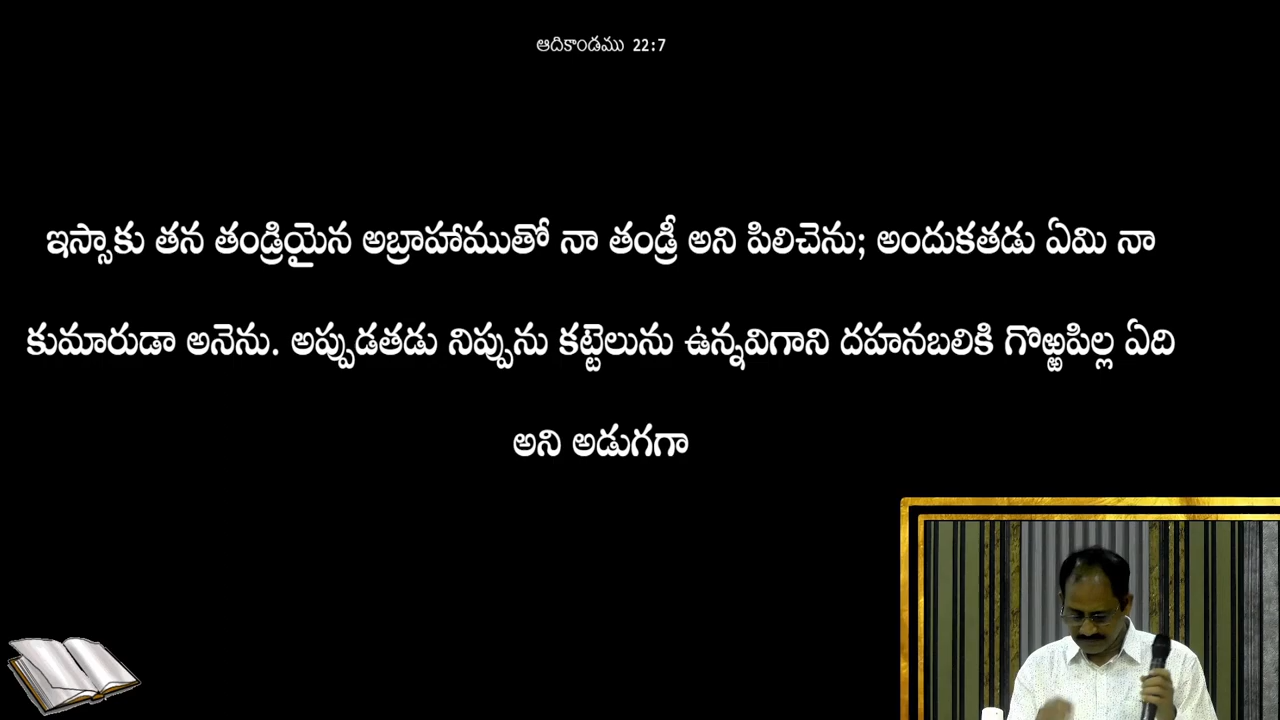 ఆదికాండము 22:7
ఇస్సాకు తన తండ్రియైన అబ్రాహాముతో నా తండ్రీ అని పిలిచెను; అందుకతడు ఏమి నా
కుమారుడా అనెను. అప్పుడతడు నిప్పును కట్టెలును ఉన్నవిగాని దహనబలికి గొఱ్ఱపిల్ల ఏది
అని అడుగగా